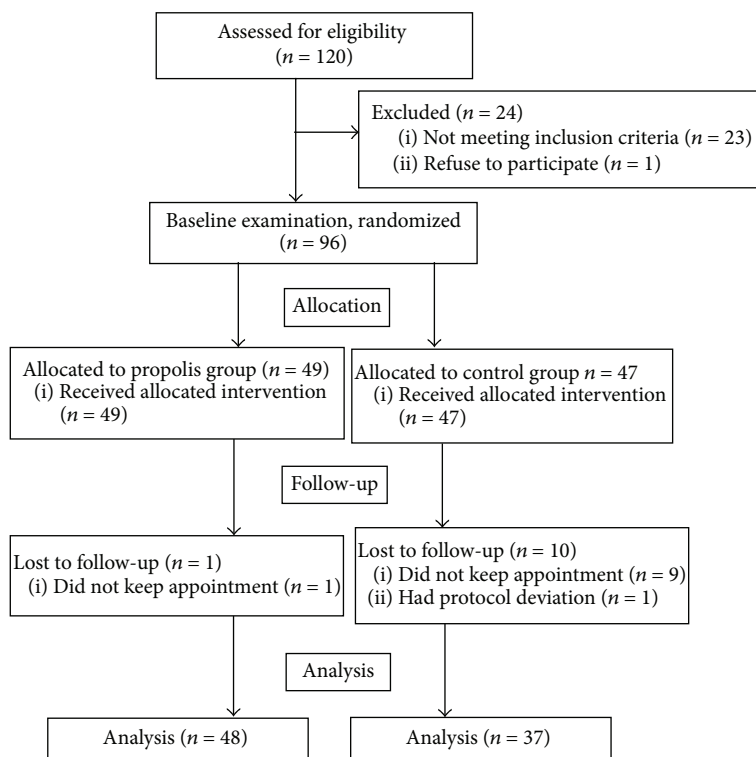 Assessed for eligibility
(n = 120)
Excluded (n = 24)
(i) Not meeting inclusion criteria (n = 23)
(ii) Refuse to participate (n = 1)
Baseline examination, randomized
(n = 96)
Allocation
Allocated to propolis group (n = 49)
(i) Received allocated intervention
(n = 49)
Allocated to control group n = 47
(i) Received allocated intervention
(n = 47)
Follow-up
Lost to follow-up (n = 1)
(i) Did not keep appointment (n = 1)
Lost to follow-up (n = 10)
(i) Did not keep appointment (n = 9)
(ii) Had protocol deviation (n = 1)
Analysis
Analysis (n = 48)
Analysis (n = 37)